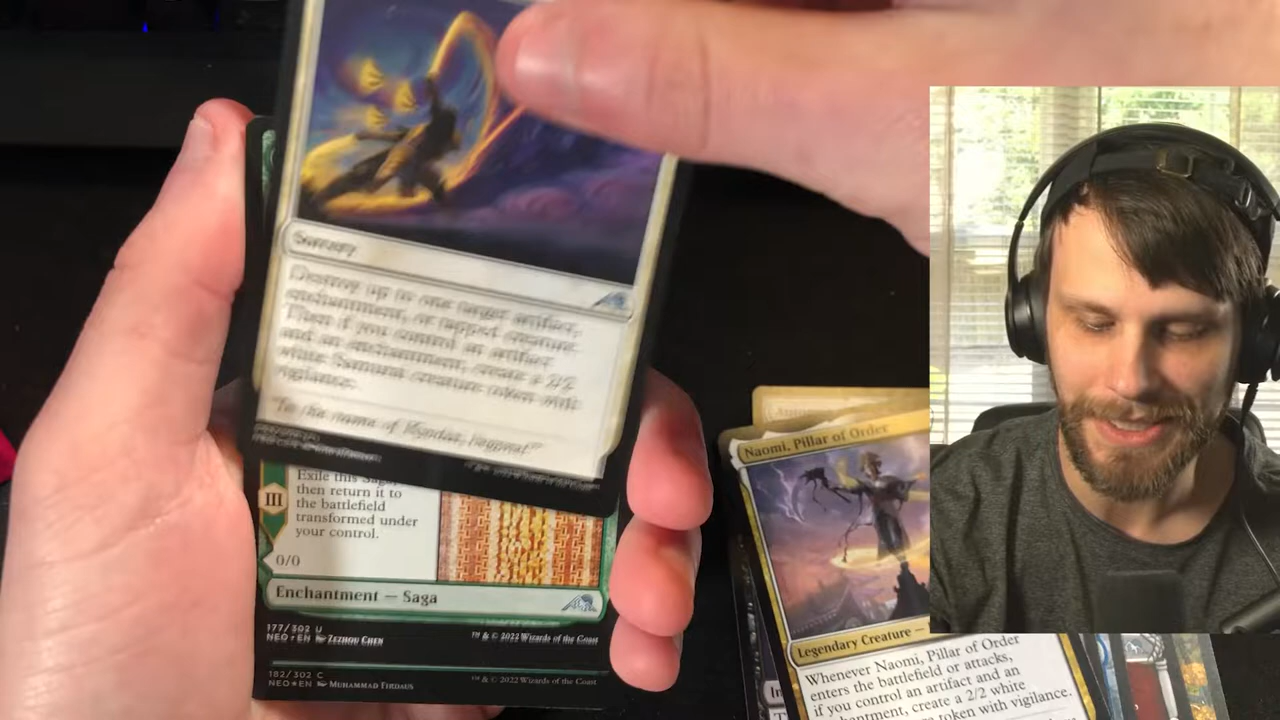 Sorcery
Destroy up to one target artifact,
enchantment, or tapped creature.
Then if you control an artifact
and an enchantment, create a 2/2
white Samurai creature token with
vigilance.
"In the name of
Exile this Saga,
then return it to
the battlefield
transformed under
your control.
III
0/0
Enchantment — Saga
177/302 U
NEO • EN Zezhou Chen
™ & © 2022 Wizards of the Coast
182/302 C
NEO • EN Muhammad Firdaus
™ & © 2022 Wizards of the Coast
Naomi, Pillar of Order
Legendary Creature —
Whenever Naomi, Pillar of Order
enters the battlefield or attacks,
if you control an artifact and an
enchantment, create a 2/2 white
token with vigilance.